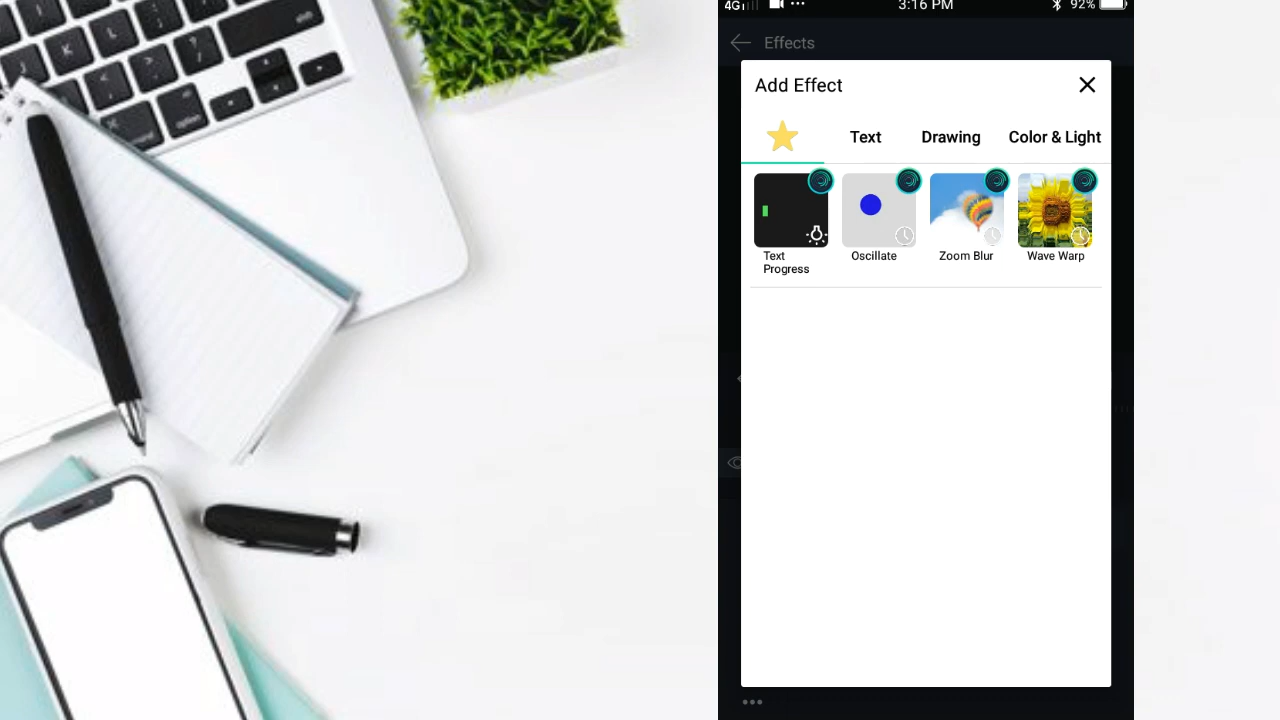 4G 3:16 PM 92%
Effects
Add Effect
Text Drawing Color & Light
Text Progress
Oscillate
Zoom Blur
Wave Warp
K
L
option